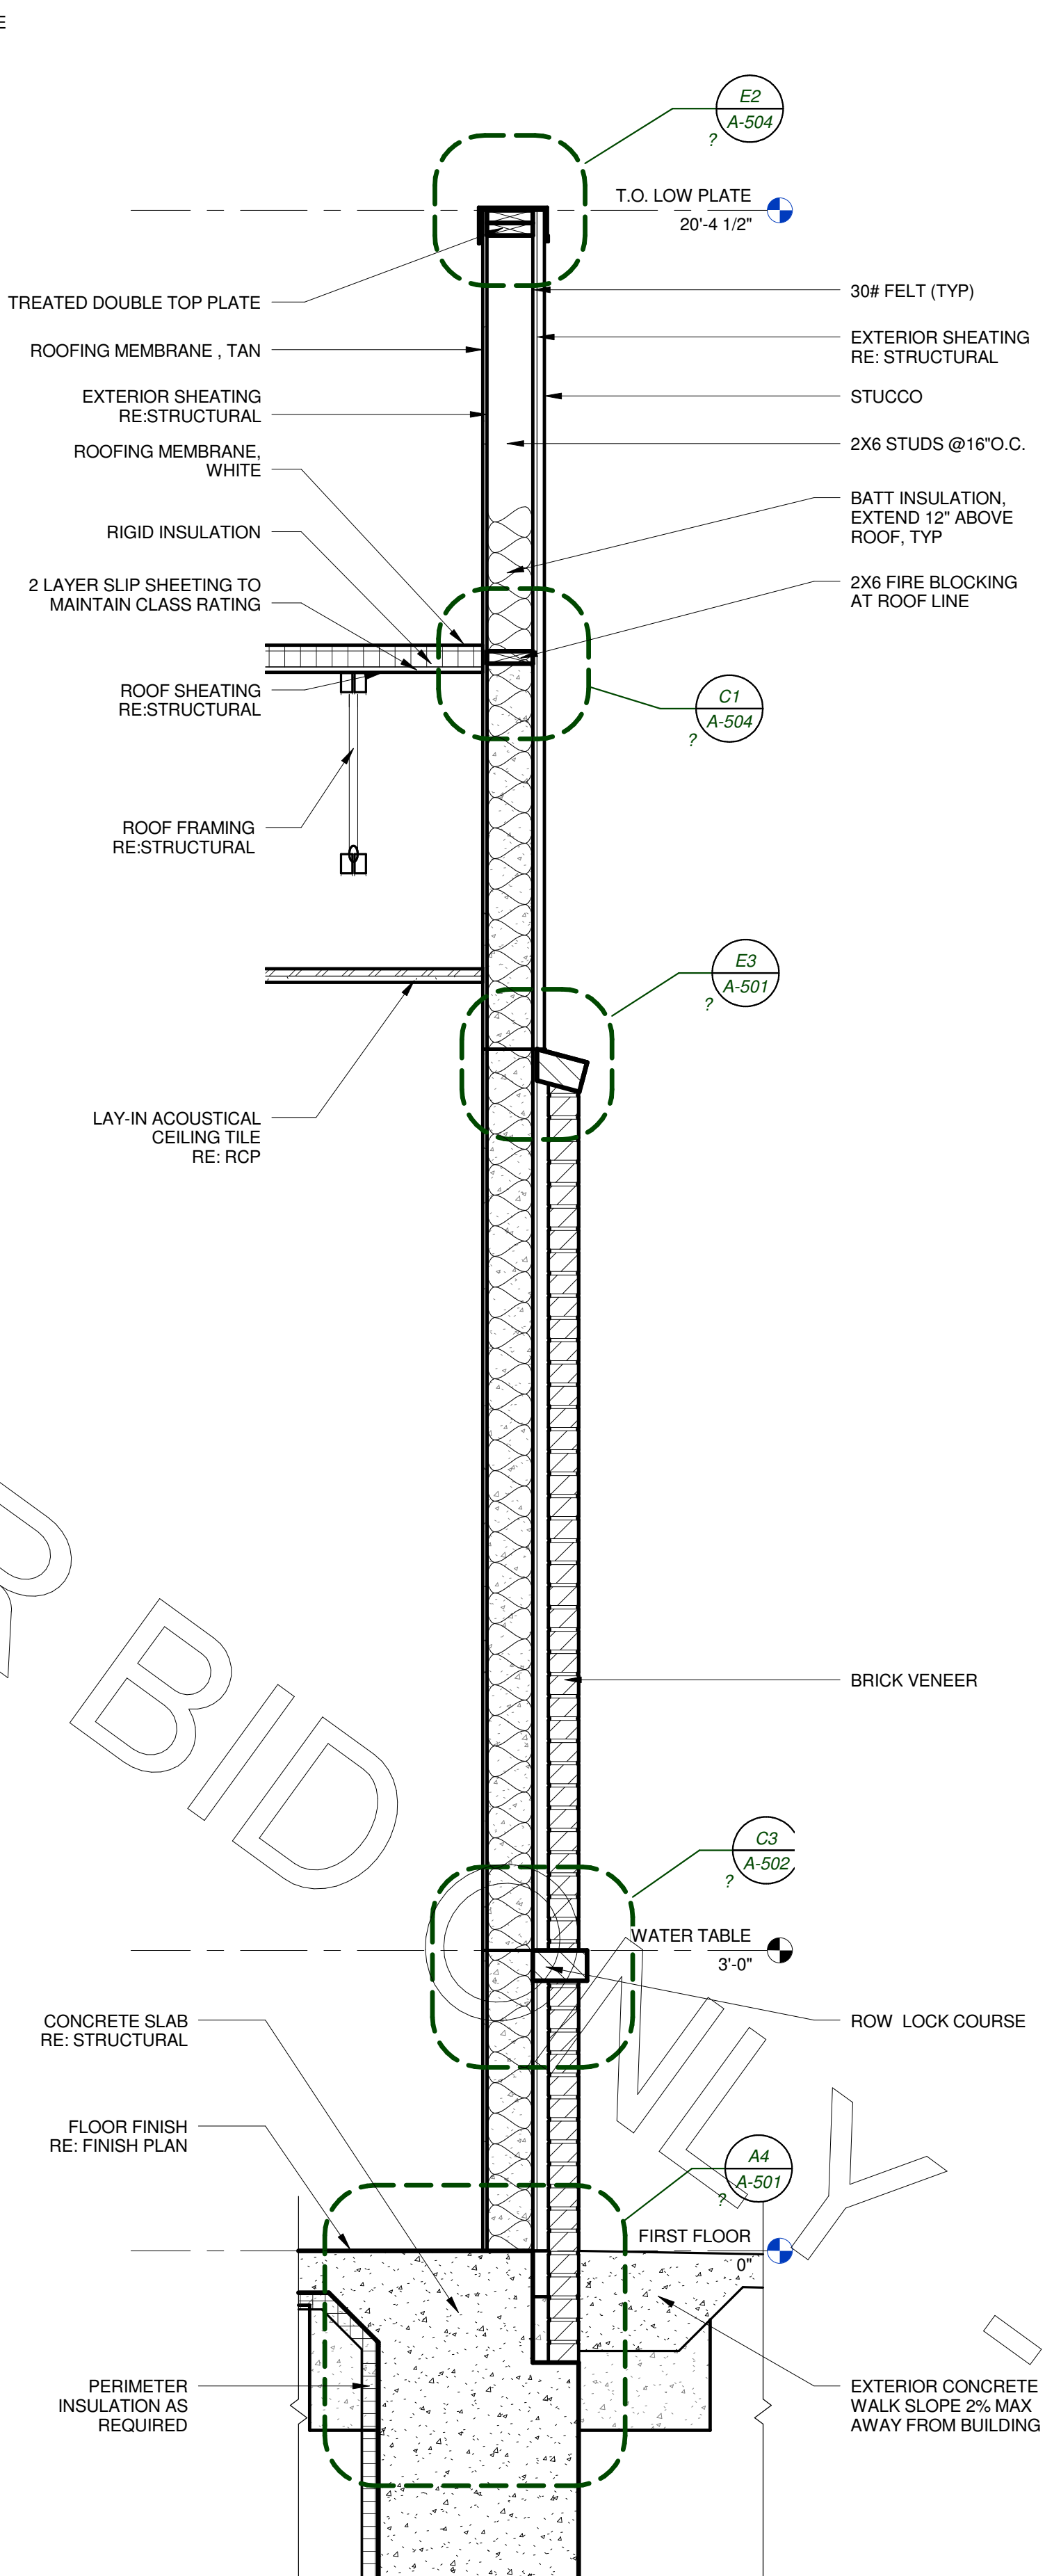 E
E2
A-504
?
T.O. LOW PLATE
20'-4 1/2"
TREATED DOUBLE TOP PLATE
30# FELT (TYP)
ROOFING MEMBRANE , TAN
EXTERIOR SHEATING
RE: STRUCTURAL
EXTERIOR SHEATING
RE:STRUCTURAL
STUCCO
ROOFING MEMBRANE,
WHITE
2X6 STUDS @16"O.C.
RIGID INSULATION
BATT INSULATION,
EXTEND 12" ABOVE
ROOF, TYP
2 LAYER SLIP SHEETING TO
MAINTAIN CLASS RATING
2X6 FIRE BLOCKING
AT ROOF LINE
ROOF SHEATING
RE:STRUCTURAL
C1
A-504
?
ROOF FRAMING
RE:STRUCTURAL
E3
A-501
?
LAY-IN ACOUSTICAL
CEILING TILE
RE: RCP
R BID ONLY -
BRICK VENEER
C3
A-502
?
WATER TABLE
3'-0"
CONCRETE SLAB
RE: STRUCTURAL
ROW  LOCK COURSE
FLOOR FINISH
RE: FINISH PLAN
A4
A-501
?
FIRST FLOOR
0"
PERIMETER
INSULATION AS
REQUIRED
EXTERIOR CONCRETE
WALK SLOPE 2% MAX
AWAY FROM BUILDING